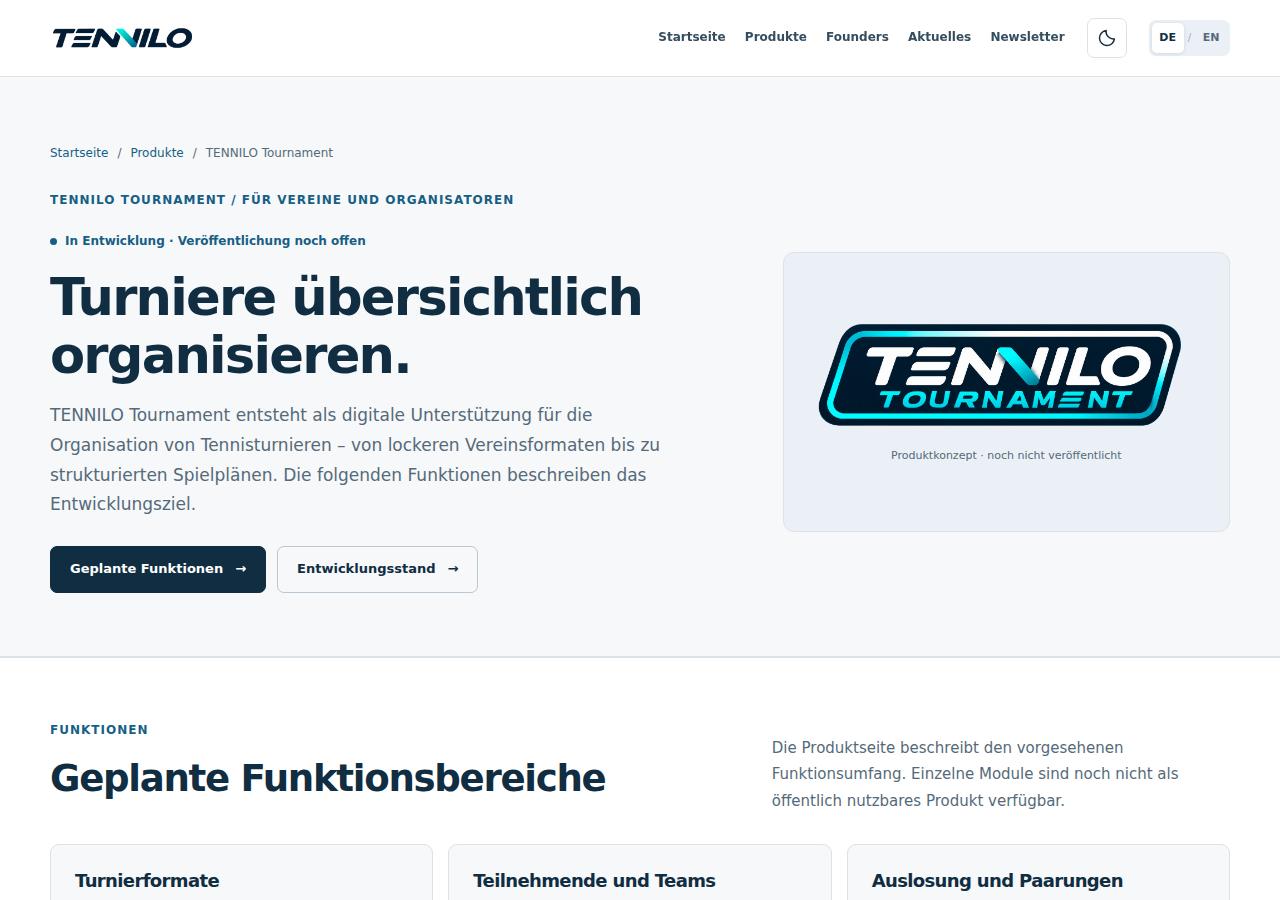 TENNILO
Startseite Produkte Founders Aktuelles Newsletter DE / EN
Startseite / Produkte / TENNILO Tournament
TENNILO TOURNAMENT / FÜR VEREINE UND ORGANISATOREN
In Entwicklung · Veröffentlichung noch offen
Turniere übersichtlich
organisieren.
TENNILO Tournament entsteht als digitale Unterstützung für die
Organisation von Tennisturnieren – von lockeren Vereinsformaten bis zu
strukturierten Spielplänen. Die folgenden Funktionen beschreiben das
Entwicklungsziel.
Geplante Funktionen →
Entwicklungsstand →
TENNILO
TOURNAMENT
Produktkonzept · noch nicht veröffentlicht
FUNKTIONEN
Geplante Funktionsbereiche
Die Produktseite beschreibt den vorgesehenen
Funktionsumfang. Einzelne Module sind noch nicht als
öffentlich nutzbares Produkt verfügbar.
Turnierformate
Teilnehmende und Teams
Auslosung und Paarungen